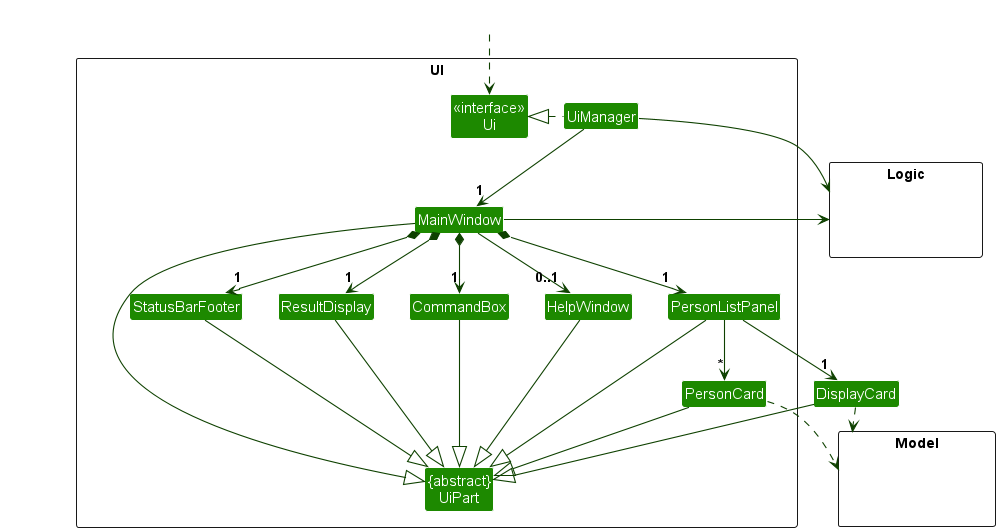 UI
«interface»
Ui
UiManager
Logic
1
MainWindow
1
1
1
0..1
1
StatusBarFooter
ResultDisplay
CommandBox
HelpWindow
PersonListPanel
*
1
PersonCard
DisplayCard
Model
{abstract}
UiPart